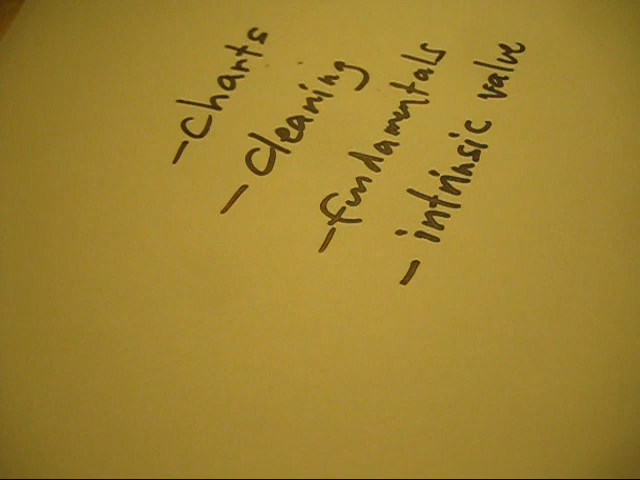 - charts
- cleaning
- fundamentals
- intrinsic value